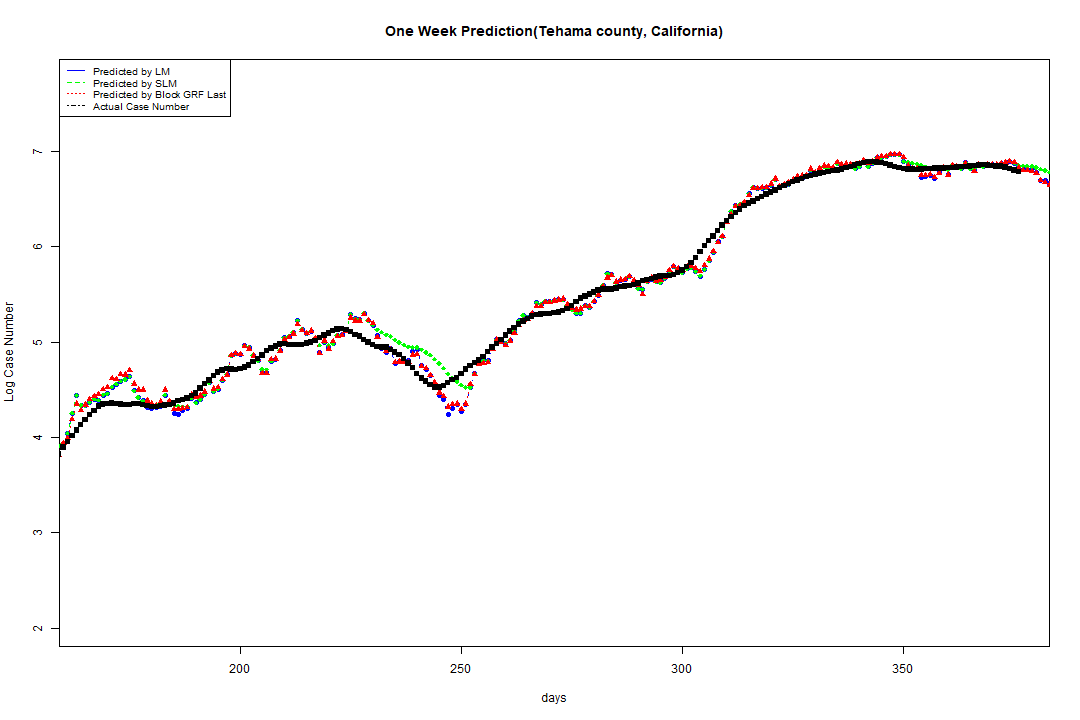 One Week Prediction(Tehama county, California)
Predicted by LM
Predicted by SLM
Predicted by Block GRF Last
Actual Case Number
7
6
5
4
3
2
Log Case Number
200 250 300 350
days